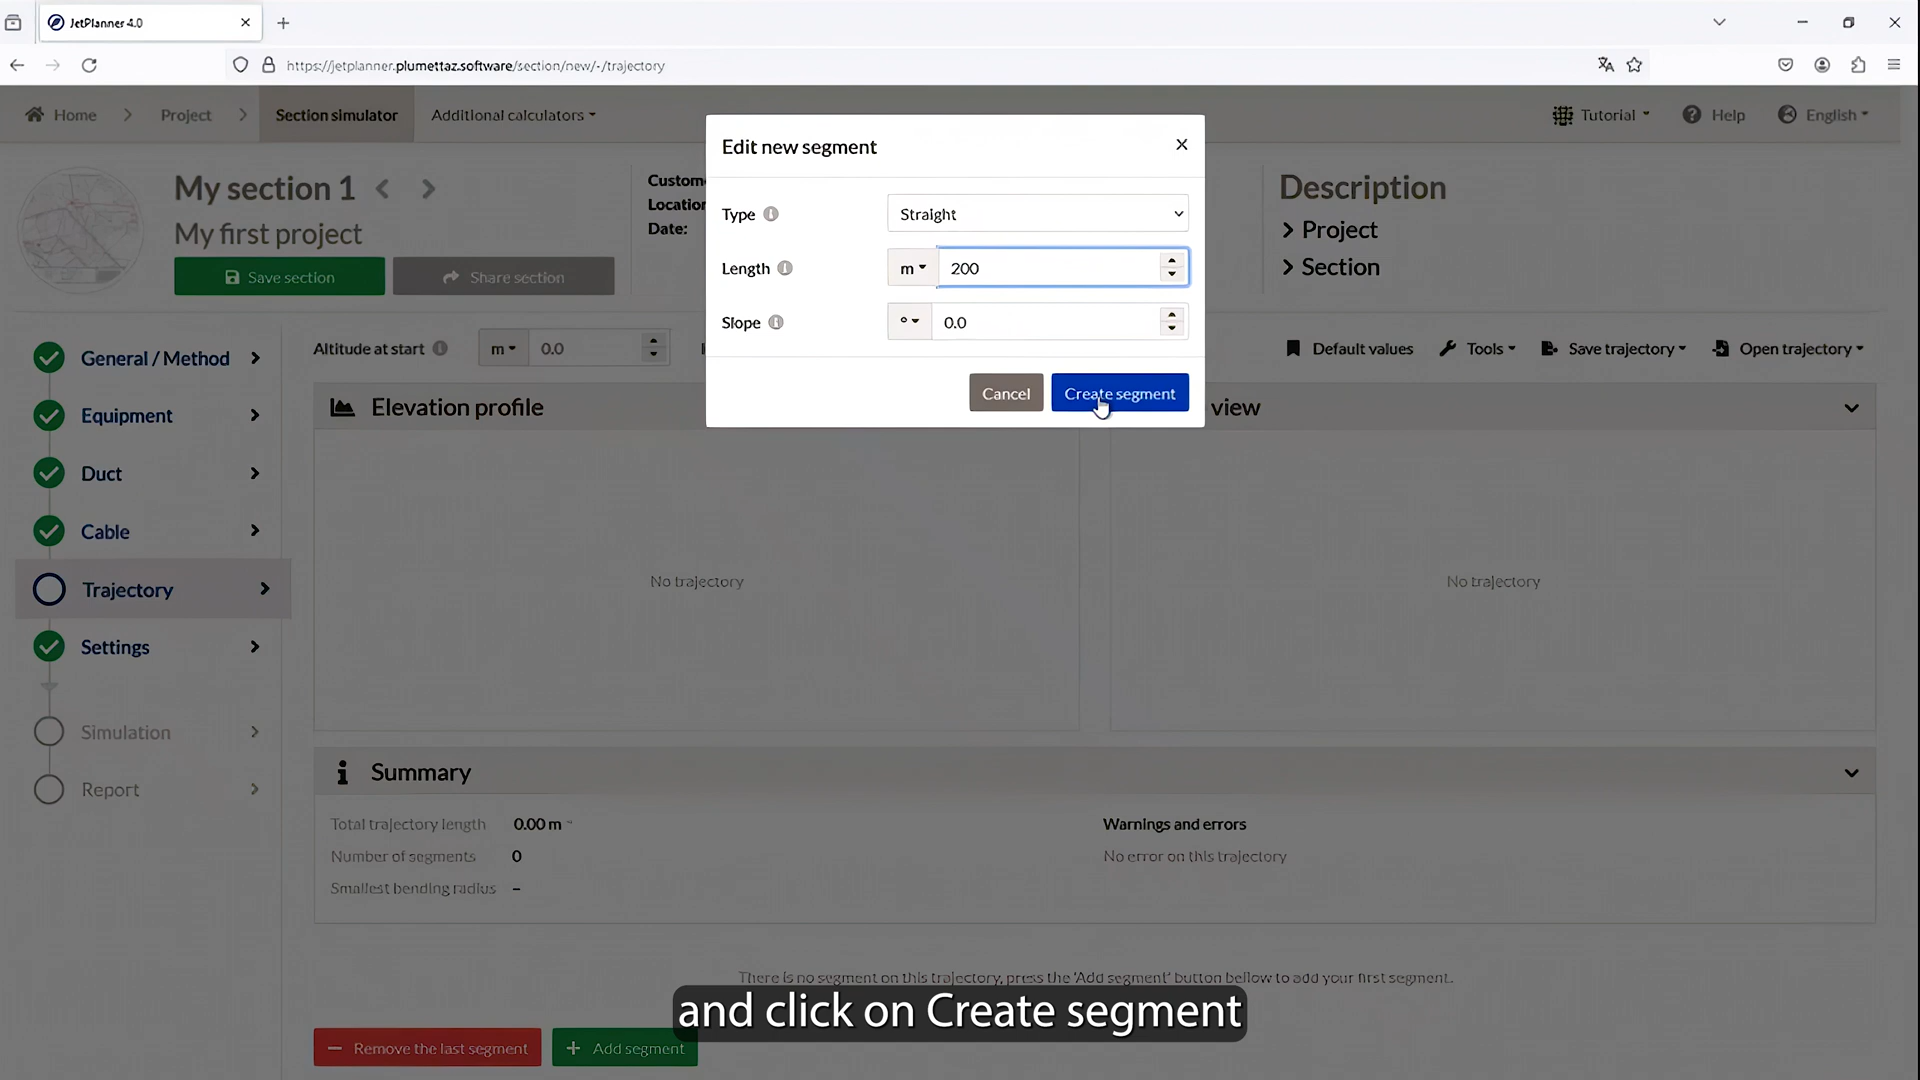 JetPlanner 4.0
https://jetplanner.plumettaz.software/section/new/-/trajectory
Home
Project
Section simulator
Additional calculators
Tutorial
Help
English
My section 1
My first project
Save section
Share section
Date:
Description
Project
Section
Edit new segment
Type
Straight
Length
m
200
Slope
°
0.0
Cancel
Create segment
General / Method
Equipment
Duct
Cable
Trajectory
Settings
Simulation
Report
Altitude at start
m
0.0
Default values
Tools
Save trajectory
Open trajectory
Elevation profile
view
No trajectory
No trajectory
Summary
Total trajectory length 0.00 m
Number of segments 0
Smallest bending radius –
Warnings and errors
No error on this trajectory
There is no segment on this trajectory, press the 'Add segment' button bellow to add your first segment.
and click on Create segment
Remove the last segment
Add segment